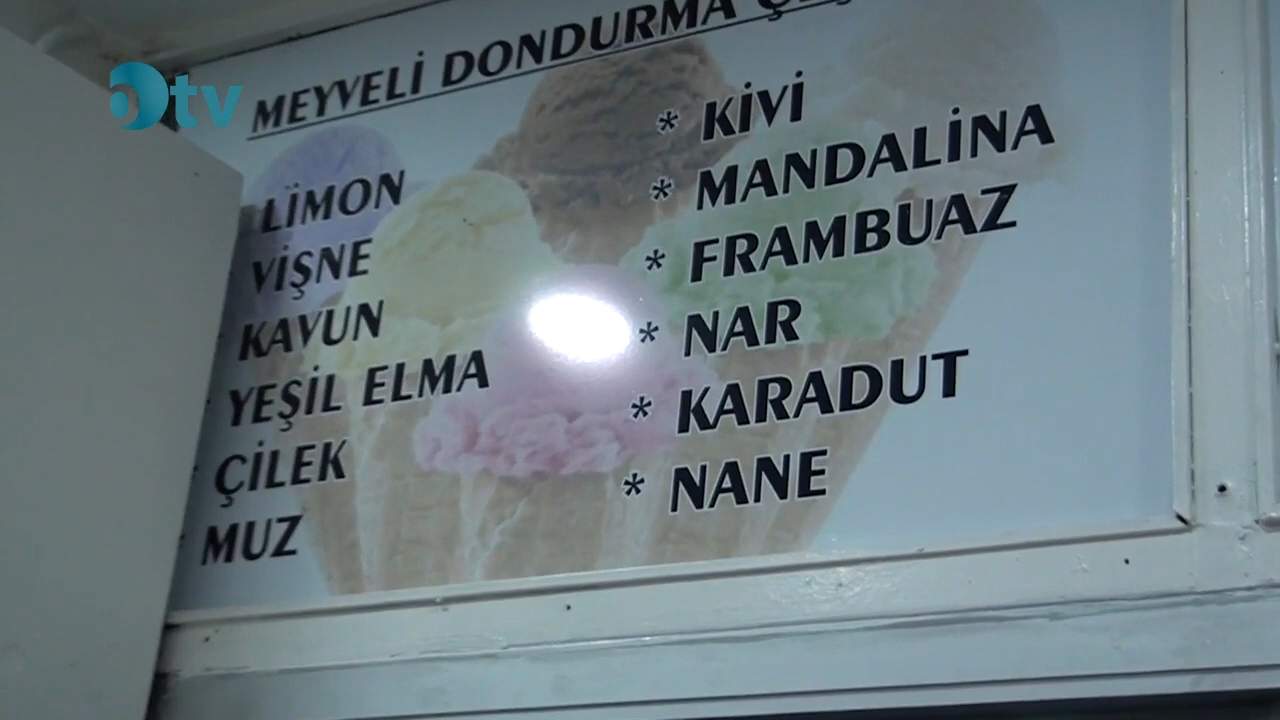 tv
MEYVELİ DONDURMA
LİMON
VİŞNE
KAVUN
YEŞİL ELMA
ÇİLEK
MUZ
* KİVİ
* MANDALİNA
* FRAMBUAZ
* NAR
* KARADUT
* NANE